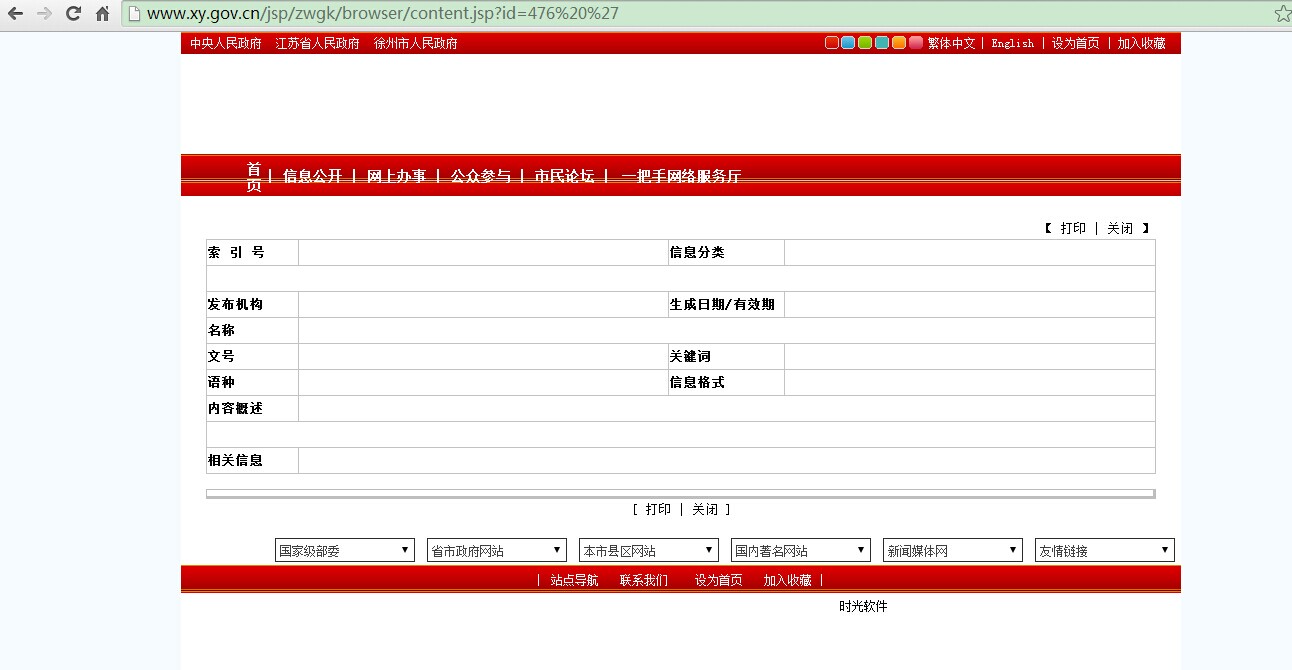 www.xy.gov.cn/jsp/zwgk/browser/content.jsp?id=476%20%27
中央人民政府 江苏省人民政府 徐州市人民政府 繁体中文 | English | 设为首页 | 加入收藏
首页 | 信息公开 | 网上办事 | 公众参与 | 市民论坛 | 一把手网络服务厅
【 打印 | 关闭 】
索 引 号 信息分类
发布机构 生成日期/有效期
名称
文号 关键词
语种 信息格式
内容概述
相关信息
[ 打印 | 关闭 ]
国家级部委 省市政府网站 本市县区网站 国内著名网站 新闻媒体网 友情链接
| 站点导航 联系我们 设为首页 加入收藏 |
时光软件